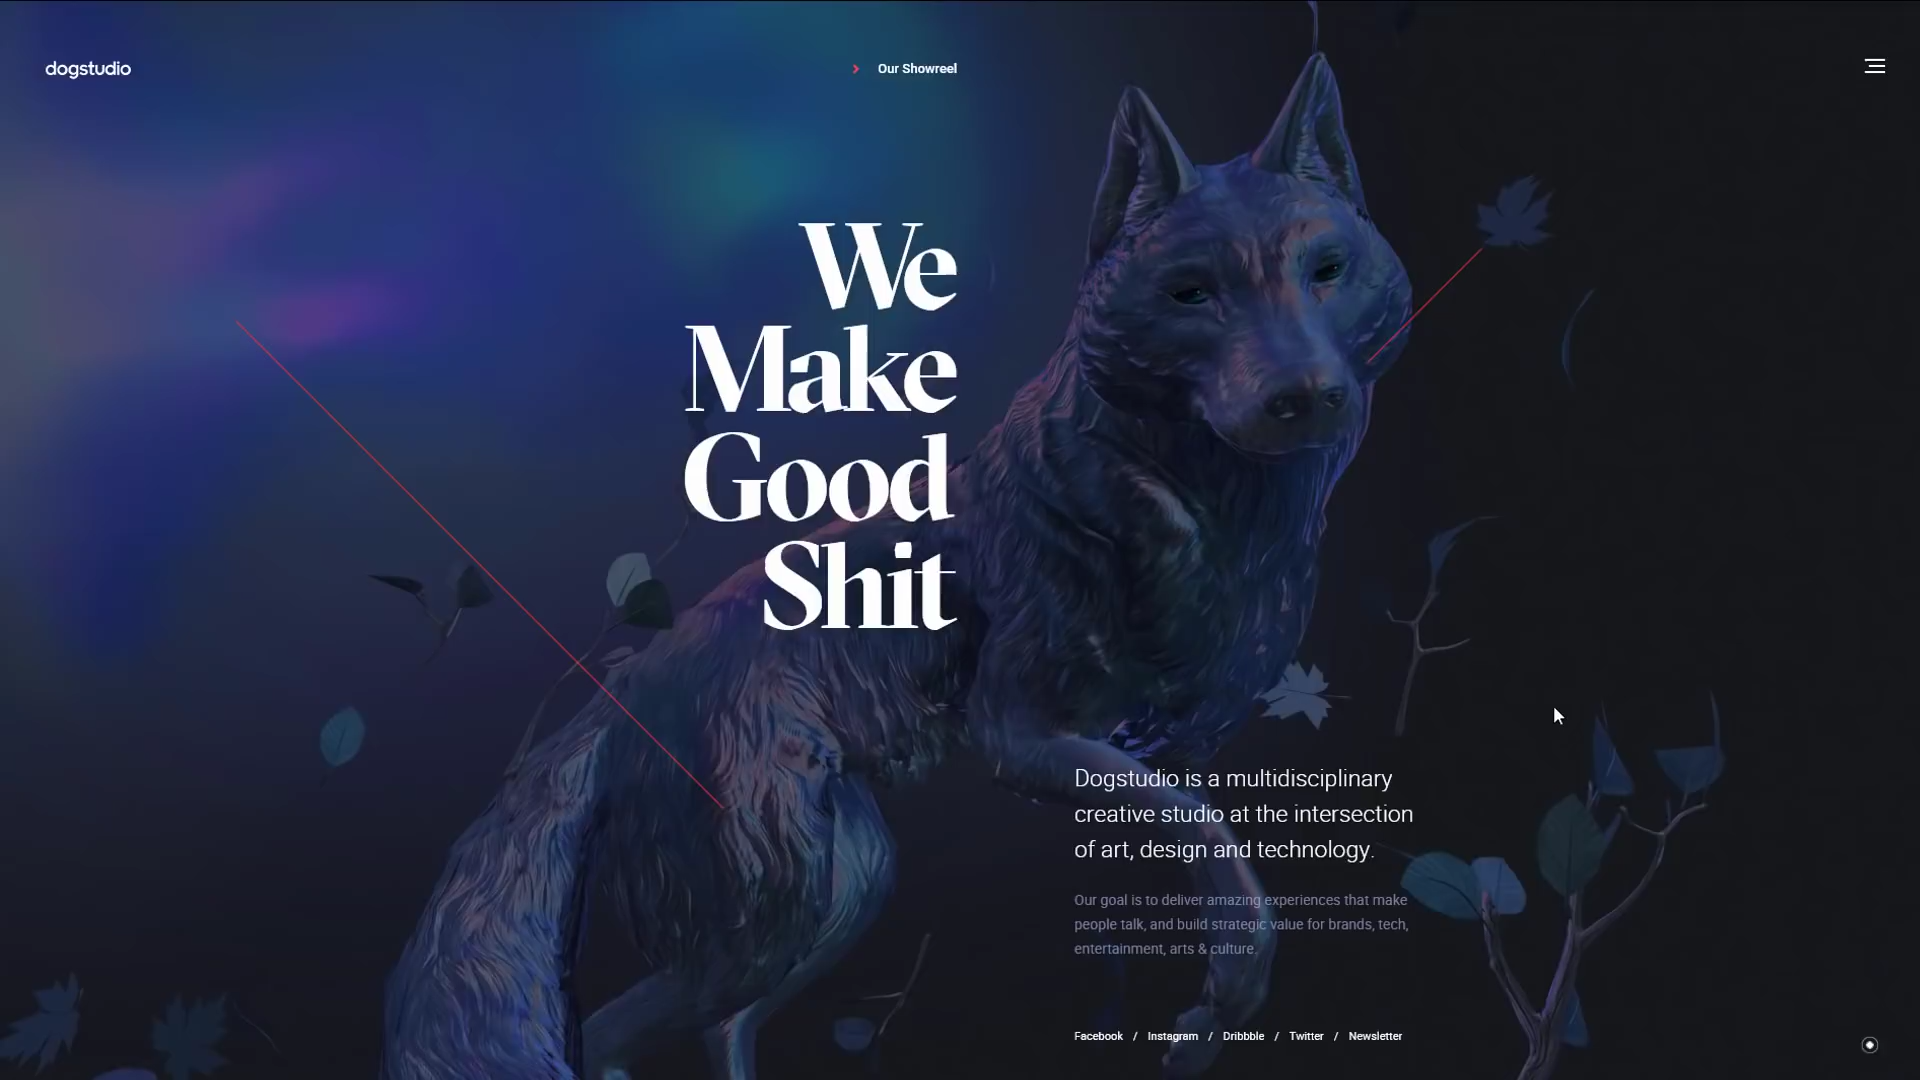 dogstudio
Our Showreel
We
Make
Good
Shit
Dogstudio is a multidisciplinary
creative studio at the intersection
of art, design and technology.
Our goal is to deliver amazing experiences that make
people talk, and build strategic value for brands, tech,
entertainment, arts & culture.
Facebook / Instagram / Dribbble / Twitter / Newsletter